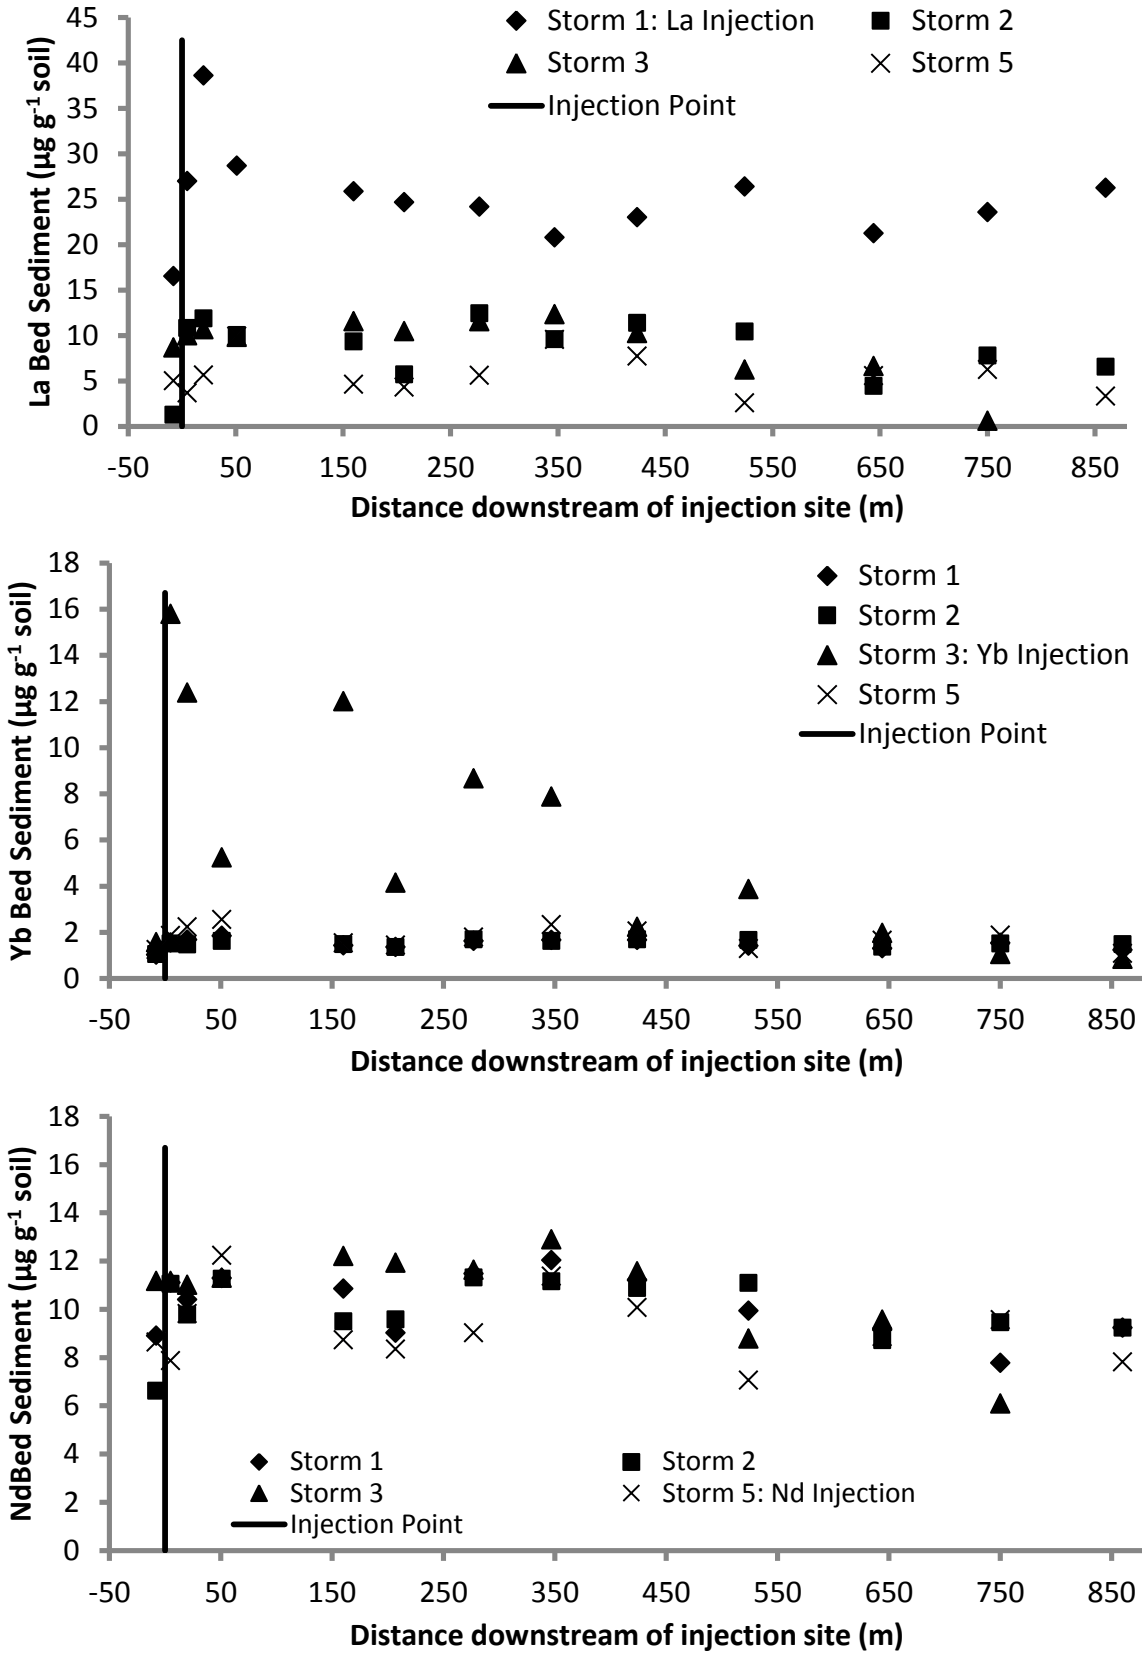 45
40
35
30
25
20
15
10
5
0
La Bed Sediment (µg g⁻¹ soil)
Storm 1: La Injection Storm 2
Storm 3 Storm 5
Injection Point
-50 50 150 250 350 450 550 650 750 850
Distance downstream of injection site (m)
18
16
14
12
10
8
6
4
2
0
Yb Bed Sediment (µg g⁻¹ soil)
Storm 1
Storm 2
Storm 3: Yb Injection
Storm 5
Injection Point
-50 50 150 250 350 450 550 650 750 850
Distance downstream of injection site (m)
18
16
14
12
10
8
6
4
2
0
NdBed Sediment (µg g⁻¹ soil)
Storm 1 Storm 2
Storm 3 Storm 5: Nd Injection
Injection Point
-50 50 150 250 350 450 550 650 750 850
Distance downstream of injection site (m)